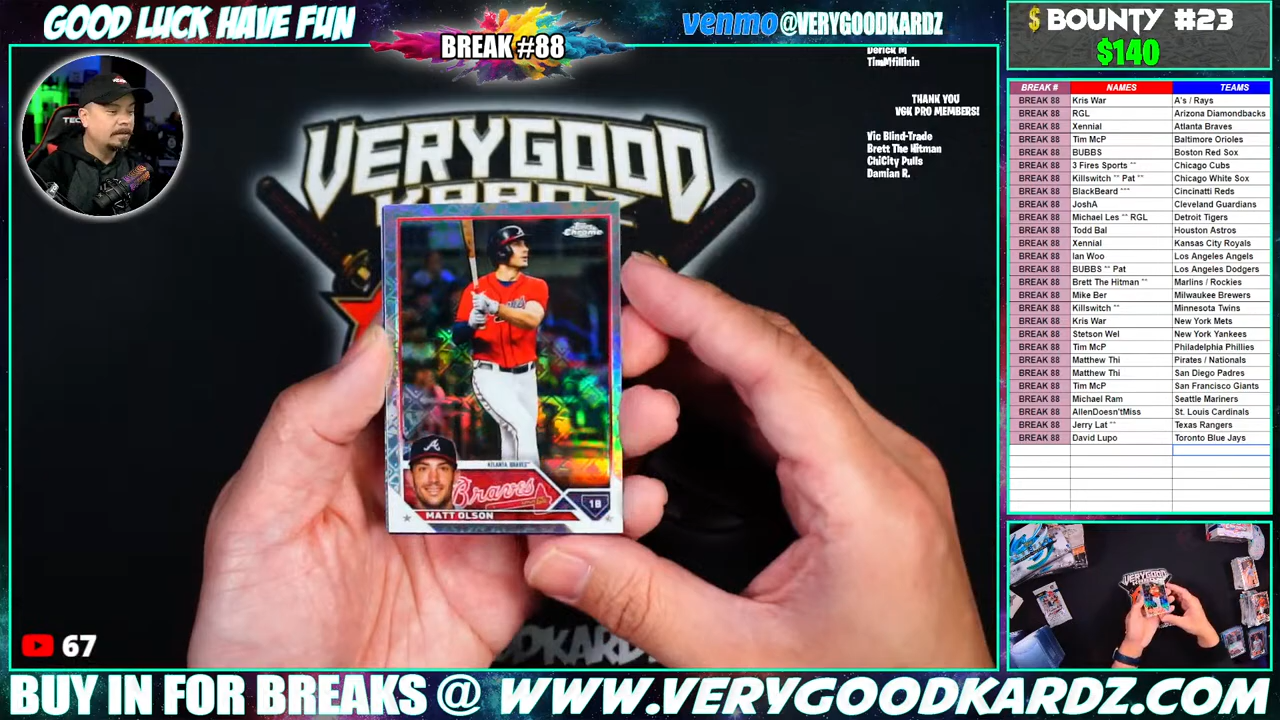 GOOD LUCK HAVE FUN
BREAK #88
venmo @VERYGOODKARDZ
$ BOUNTY #23
$140
Derick M
TimMfillinin
THANK YOU
VGK PRO MEMBERS!
Vic Blind-Trade
Brett The Hitman
ChiCity Pulls
Damian R.
VERYGOOD
KARDZ
Topps Chrome
ATLANTA BRAVES
Braves
1B
MATT OLSON
67
BREAK # NAMES TEAMS
BREAK 88 Kris War A's / Rays
BREAK 88 RGL Arizona Diamondbacks
BREAK 88 Xennial Atlanta Braves
BREAK 88 Tim McP Baltimore Orioles
BREAK 88 BUBBS Boston Red Sox
BREAK 88 3 Fires Sports ** Chicago Cubs
BREAK 88 Killswitch ** Pat ** Chicago White Sox
BREAK 88 BlackBeard *** Cincinatti Reds
BREAK 88 JoshA Cleveland Guardians
BREAK 88 Michael Les ** RGL Detroit Tigers
BREAK 88 Todd Bal Houston Astros
BREAK 88 Xennial Kansas City Royals
BREAK 88 Ian Woo Los Angeles Angels
BREAK 88 BUBBS ** Pat Los Angeles Dodgers
BREAK 88 Brett The Hitman ** Marlins / Rockies
BREAK 88 Mike Ber Milwaukee Brewers
BREAK 88 Killswitch ** Minnesota Twins
BREAK 88 Kris War New York Mets
BREAK 88 Stetson Wel New York Yankees
BREAK 88 Tim McP Philadelphia Phillies
BREAK 88 Matthew Thi Pirates / Nationals
BREAK 88 Matthew Thi San Diego Padres
BREAK 88 Tim McP San Francisco Giants
BREAK 88 Michael Ram Seattle Mariners
BREAK 88 AllenDoesn'tMiss St. Louis Cardinals
BREAK 88 Jerry Lat ** Texas Rangers
BREAK 88 David Lupo Toronto Blue Jays
BUY IN FOR BREAKS @ WWW.VERYGOODKARDZ.COM